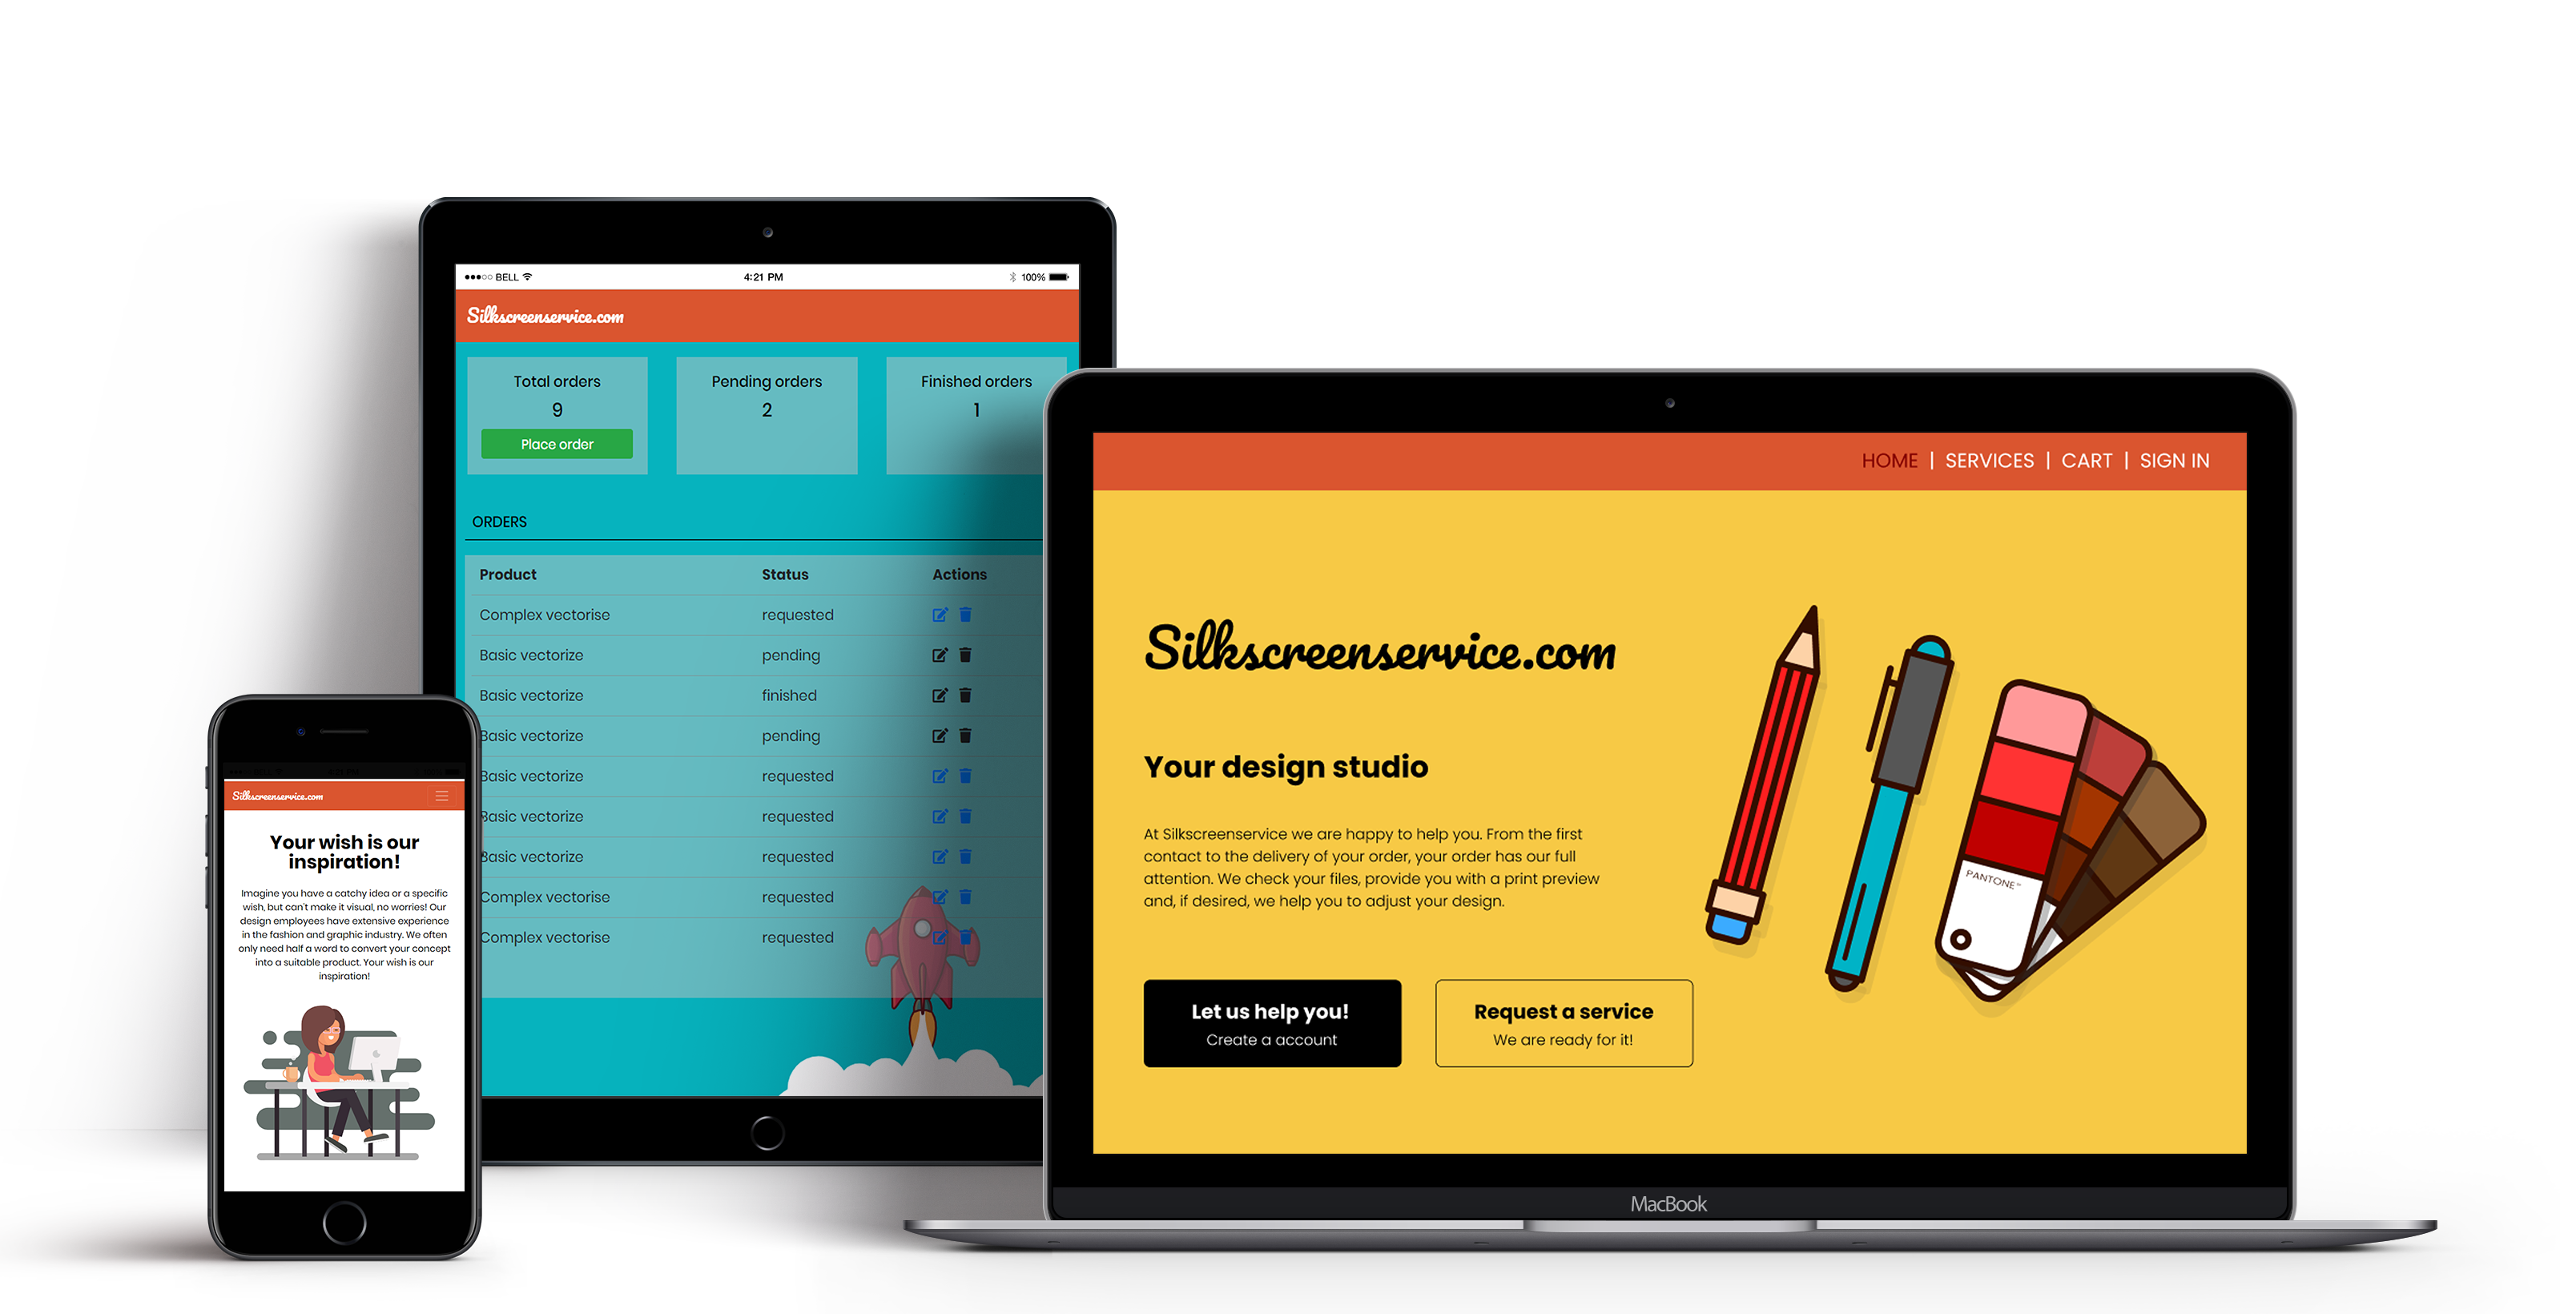 BELL 4:21 PM 100%
Silkscreenservice.com
Total orders
9
Place order
Pending orders
2
Finished orders
1
ORDERS
Product Status Actions
Complex vectorise requested
Basic vectorize pending
Basic vectorize finished
Basic vectorize pending
Basic vectorize requested
Basic vectorize requested
Basic vectorize requested
Complex vectorise requested
Complex vectorise requested
Silkscreenservice.com
Your wish is our
inspiration!
Imagine you have a catchy idea or a specific
wish, but can't make it visual, no worries! Our
design employees have extensive experience
in the fashion and graphic industry. We often
only need half a word to convert your concept
into a suitable product. Your wish is our
inspiration!
HOME | SERVICES | CART | SIGN IN
Silkscreenservice.com
Your design studio
At Silkscreenservice we are happy to help you. From the first
contact to the delivery of your order, your order has our full
attention. We check your files, provide you with a print preview
and, if desired, we help you to adjust your design.
Let us help you!
Create a account
Request a service
We are ready for it!
PANTONE™
MacBook